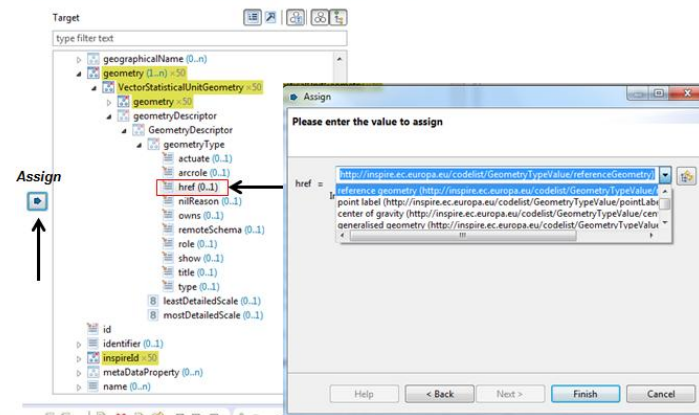 Target
type filter text
geographicalName (0..n)
geometry (1..n) ×50
VectorStatisticalUnitGeometry ×50
geometry ×50
geometryDescriptor
GeometryDescriptor
geometryType
actuate (0..1)
arcrole (0..1)
href (0..1)
nilReason (0..1)
owns (0..1)
remoteSchema (0..1)
role (0..1)
show (0..1)
title (0..1)
type (0..1)
leastDetailedScale (0..1)
mostDetailedScale (0..1)
id
identifier (0..1)
inspireId ×50
metaDataProperty (0..n)
name (0..n)
Assign
Assign
Please enter the value to assign
href =
http://inspire.ec.europa.eu/codelist/GeometryTypeValue/referenceGeometry)
reference geometry (http://inspire.ec.europa.eu/codelist/GeometryTypeValue/
point label (http://inspire.ec.europa.eu/codelist/GeometryTypeValue/pointLabe
center of gravity (http://inspire.ec.europa.eu/codelist/GeometryTypeValue/cen
generalised geometry (http://inspire.ec.europa.eu/codelist/GeometryTypeValue
Help
< Back
Next >
Finish
Cancel